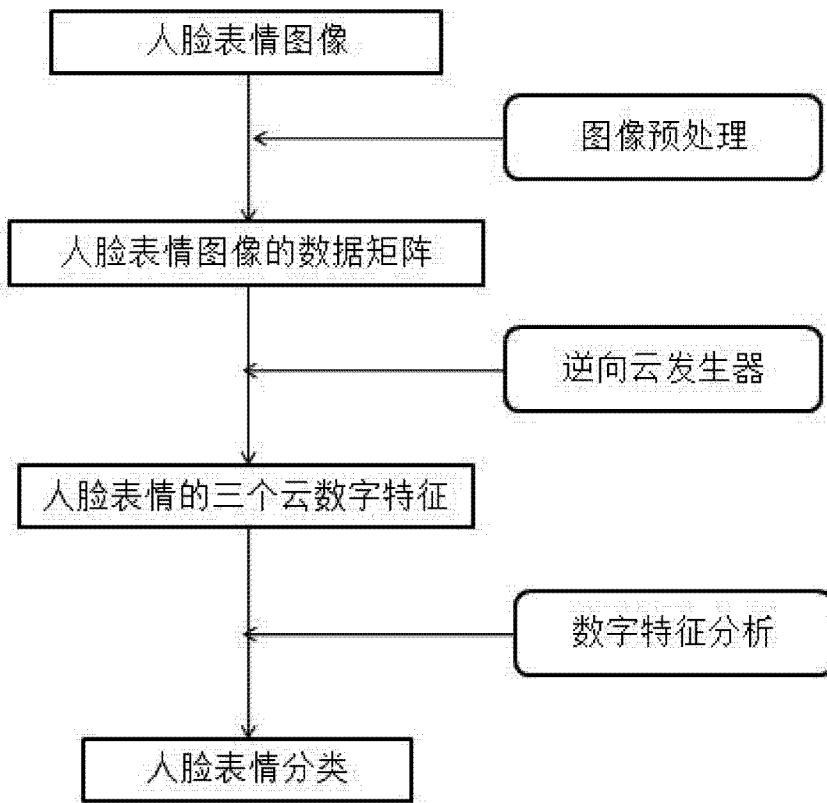 人脸表情图像
图像预处理
人脸表情图像的数据矩阵
逆向云发生器
人脸表情的三个云数字特征
数字特征分析
人脸表情分类